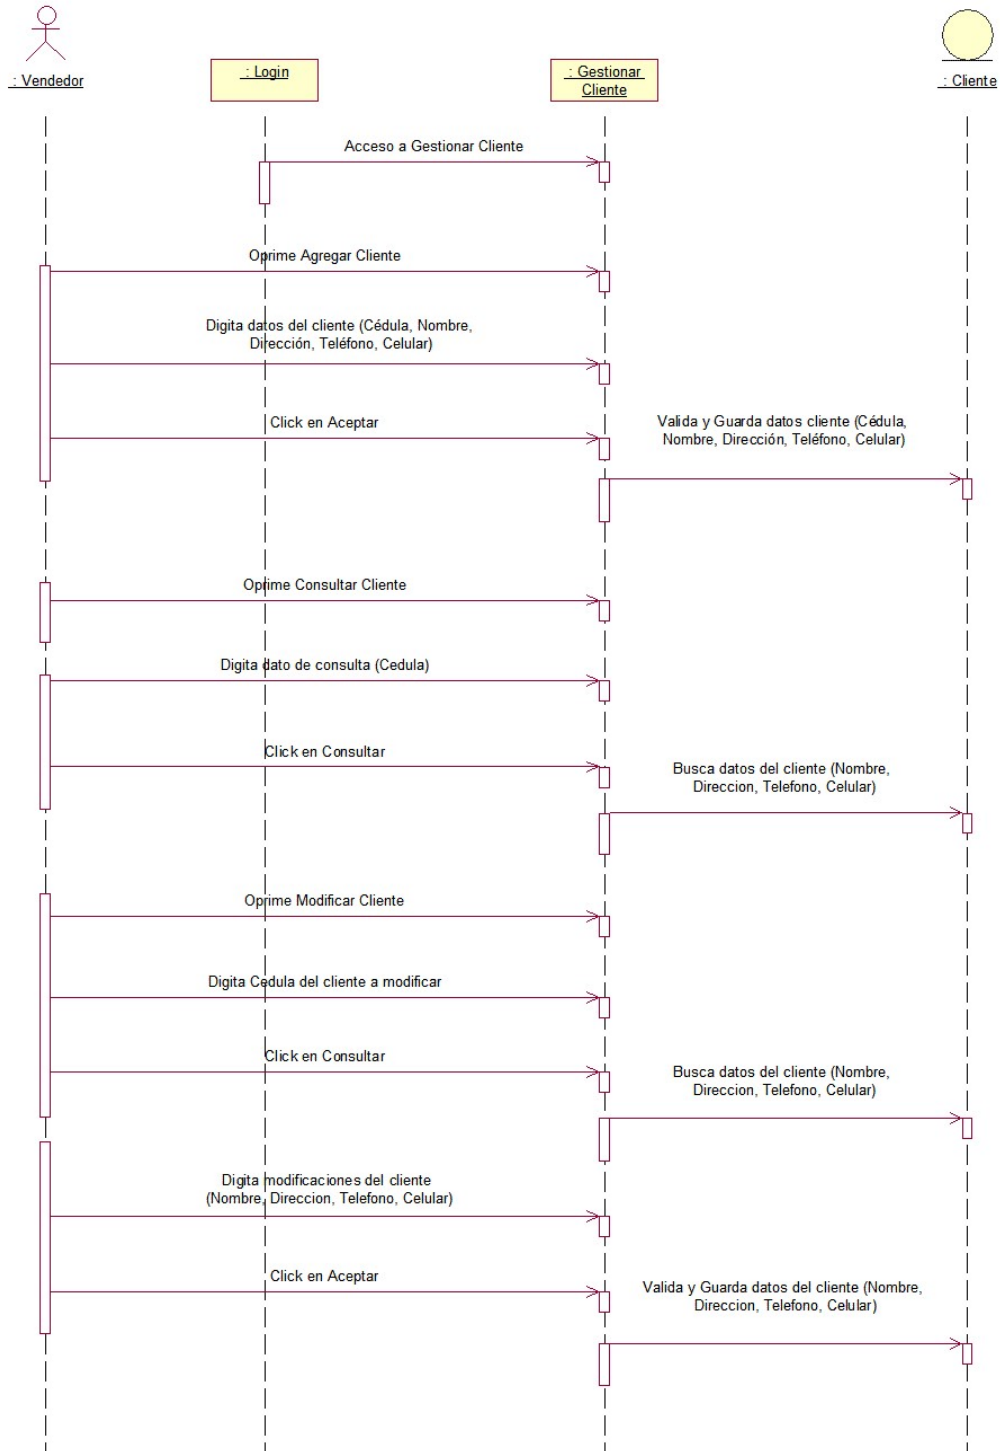 : Vendedor
: Login
: Gestionar
Cliente
: Cliente
Acceso a Gestionar Cliente
Oprime Agregar Cliente
Digita datos del cliente (Cédula, Nombre,
Dirección, Teléfono, Celular)
Click en Aceptar
Valida y Guarda datos cliente (Cédula,
Nombre, Dirección, Teléfono, Celular)
Oprime Consultar Cliente
Digita dato de consulta (Cedula)
Click en Consultar
Busca datos del cliente (Nombre,
Direccion, Telefono, Celular)
Oprime Modificar Cliente
Digita Cedula del cliente a modificar
Click en Consultar
Busca datos del cliente (Nombre,
Direccion, Telefono, Celular)
Digita modificaciones del cliente
(Nombre, Direccion, Telefono, Celular)
Click en Aceptar
Valida y Guarda datos del cliente (Nombre,
Direccion, Telefono, Celular)